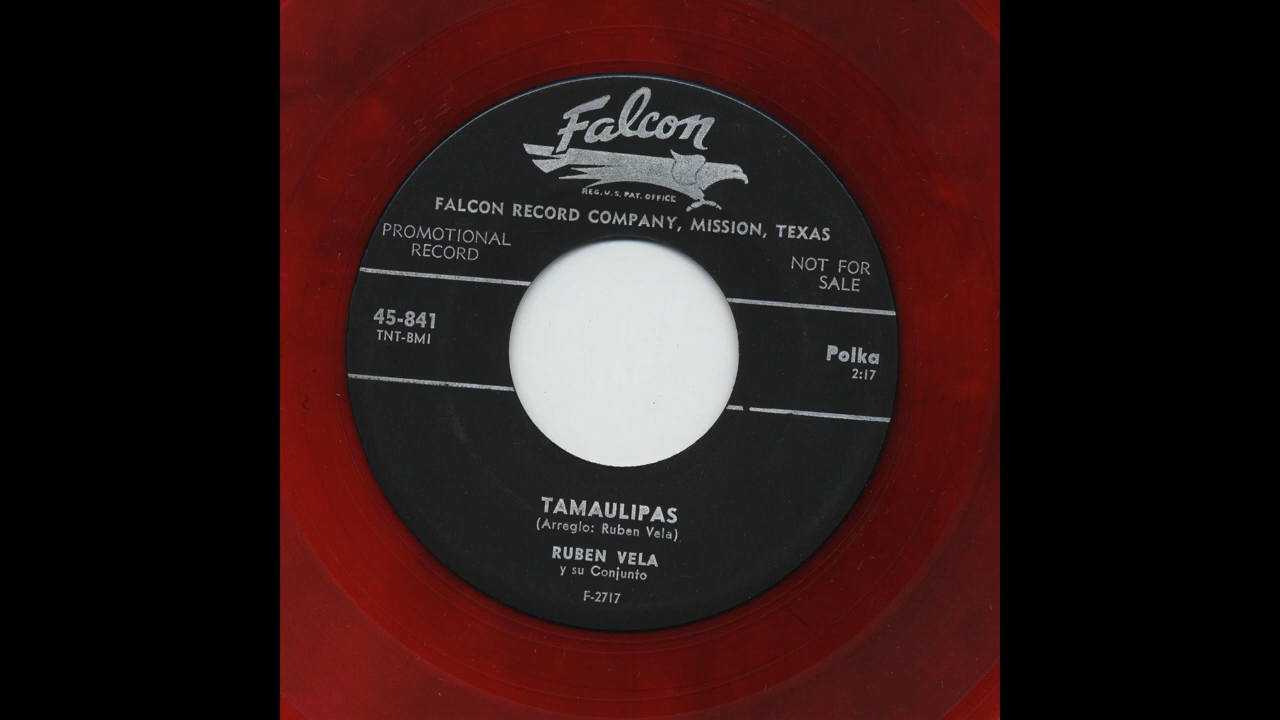 Falcon
REG. U.S. PAT. OFFICE
FALCON RECORD COMPANY, MISSION, TEXAS
PROMOTIONAL
RECORD
NOT FOR
SALE
45-841
TNT-BMI
Polka
2:17
TAMAULIPAS
(Arreglo: Ruben Vela)
RUBEN VELA
y su Conjunto
F-2717